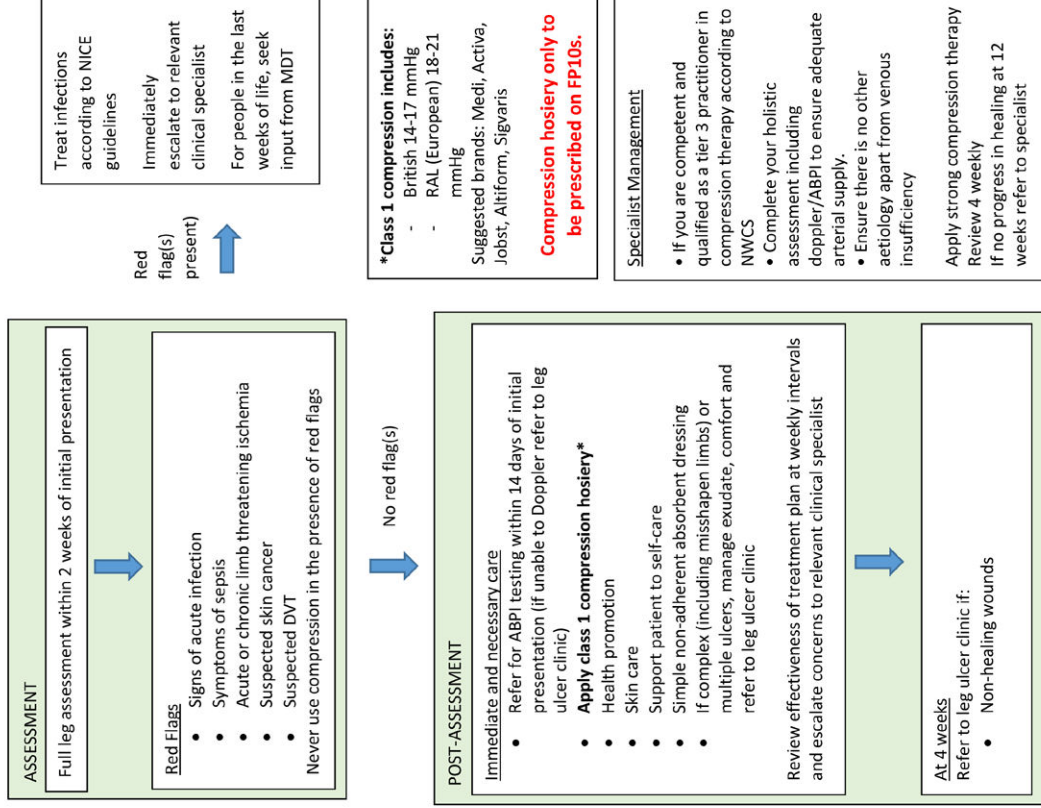 ASSESSMENT
Full leg assessment within 2 weeks of initial presentation
Red Flags
• Signs of acute infection
• Symptoms of sepsis
• Acute or chronic limb threatening ischemia
• Suspected skin cancer
• Suspected DVT
Never use compression in the presence of red flags
Red
flag(s)
present)
Treat infections
according to NICE
guidelines
Immediately
escalate to relevant
clinical specialist
For people in the last
weeks of life, seek
input from MDT
No red flag(s)
POST-ASSESSMENT
Immediate and necessary care
• Refer for ABPI testing within 14 days of initial
presentation (if unable to Doppler refer to leg
ulcer clinic)
• Apply class 1 compression hosiery*
• Health promotion
• Skin care
• Support patient to self-care
• Simple non-adherent absorbent dressing
• If complex (including misshapen limbs) or
multiple ulcers, manage exudate, comfort and
refer to leg ulcer clinic
Review effectiveness of treatment plan at weekly intervals
and escalate concerns to relevant clinical specialist
*Class 1 compression includes:
- British 14-17 mmHg
- RAL (European) 18-21
mmHg
Suggested brands: Medi, Activa,
Jobst, Altiform, Sigvaris
Compression hosiery only to
be prescribed on FP10s.
At 4 weeks
Refer to leg ulcer clinic if:
• Non-healing wounds
Specialist Management
• If you are competent and
qualified as a tier 3 practitioner in
compression therapy according to
NWCS
• Complete your holistic
assessment including
doppler/ABPI to ensure adequate
arterial supply.
• Ensure there is no other
aetiology apart from venous
insufficiency
Apply strong compression therapy
Review 4 weekly
If no progress in healing at 12
weeks refer to specialist